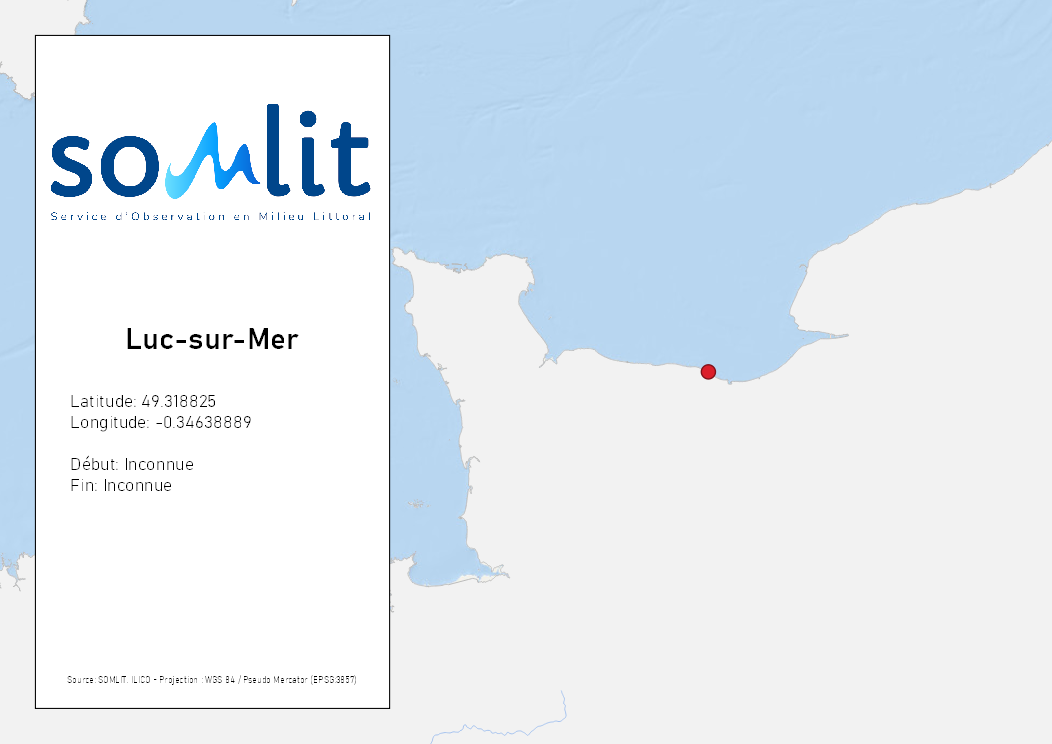 somlit
Service d'Observation en Milieu Littoral
Luc-sur-Mer
Latitude: 49.318825
Longitude: -0.34638889
Début: Inconnue
Fin: Inconnue
Source: SOMLIT, ILICO - Projection : WGS 84 / Pseudo Mercator (EPSG:3857)